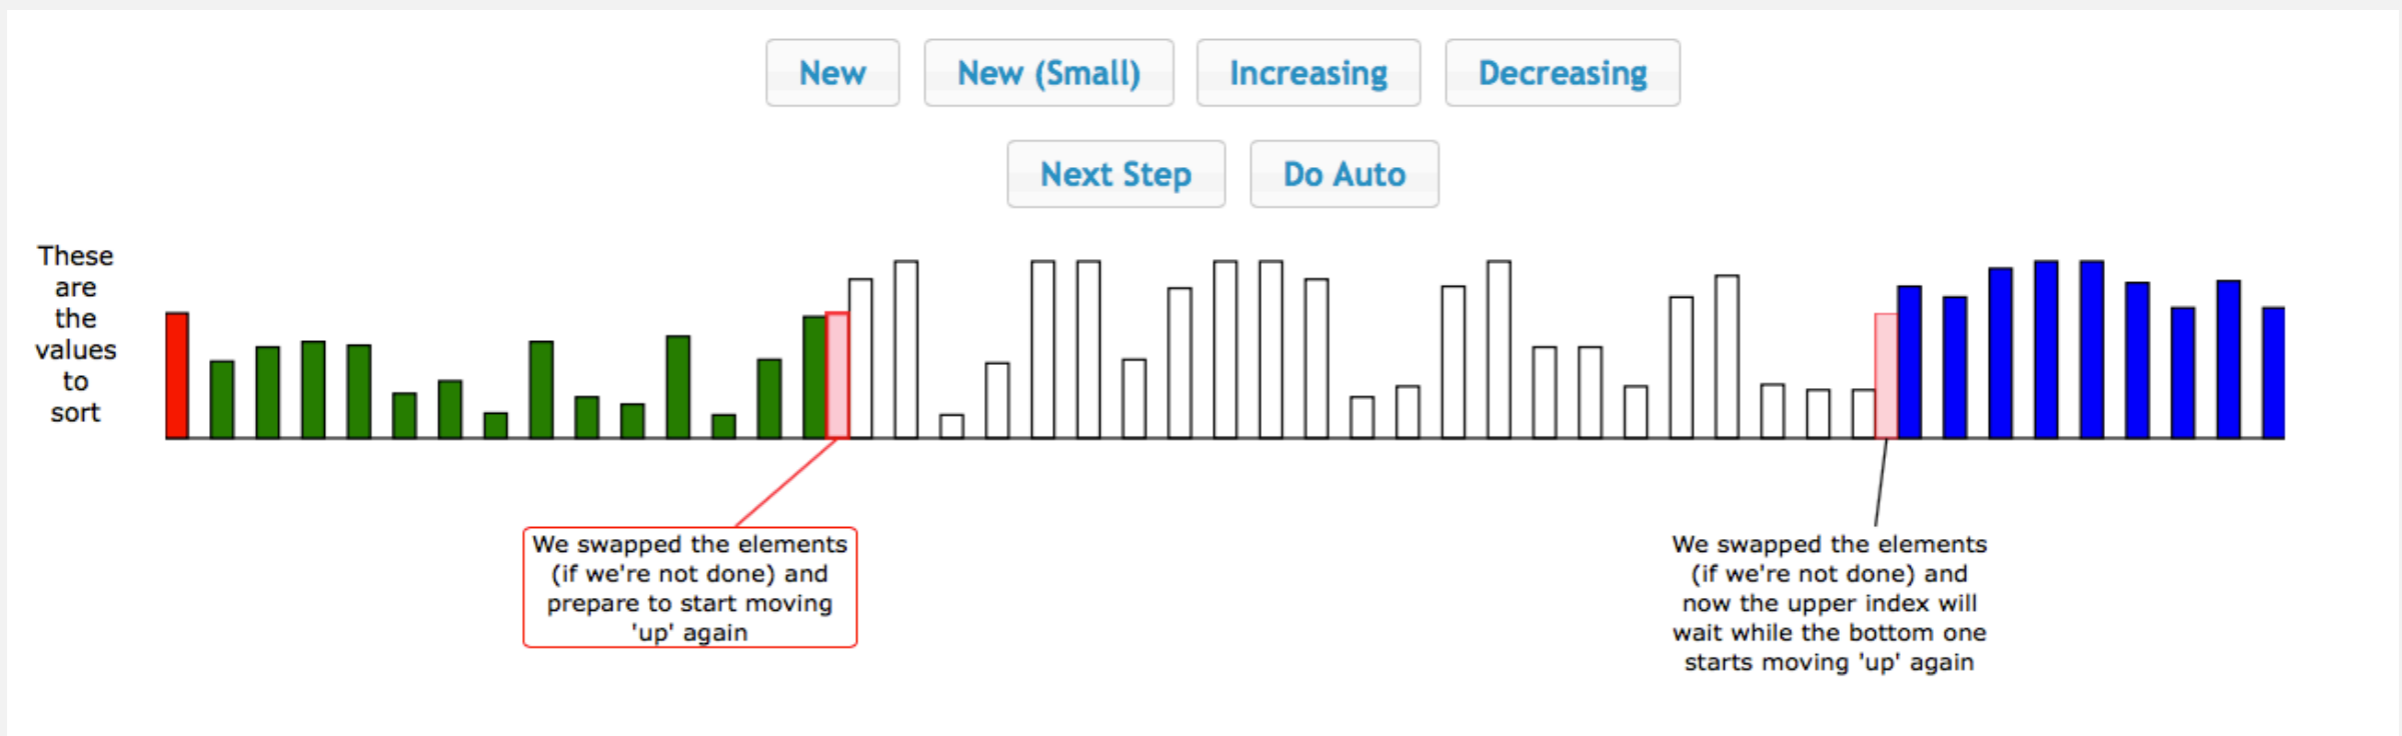 New New (Small) Increasing Decreasing
Next Step Do Auto
These
are
the
values
to
sort
We swapped the elements
(if we're not done) and
prepare to start moving
'up' again
We swapped the elements
(if we're not done) and
now the upper index will
wait while the bottom one
starts moving 'up' again